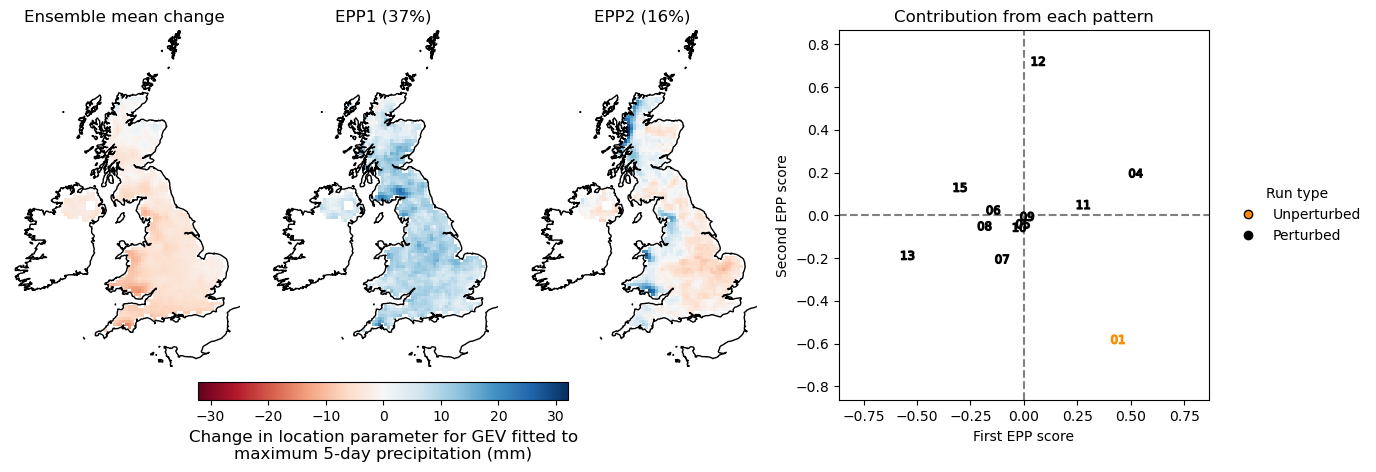 Ensemble mean change
EPP1 (37%)
EPP2 (16%)
Contribution from each pattern
−30 −20 −10 0 10 20 30
Change in location parameter for GEV fitted to
maximum 5-day precipitation (mm)
Second EPP score
0.8
0.6
0.4
0.2
0.0
−0.2
−0.4
−0.6
−0.8
12
04
15
11
06
09
08
13
07
01
−0.75 −0.50 −0.25 0.00 0.25 0.50 0.75
First EPP score
Run type
Unperturbed
Perturbed